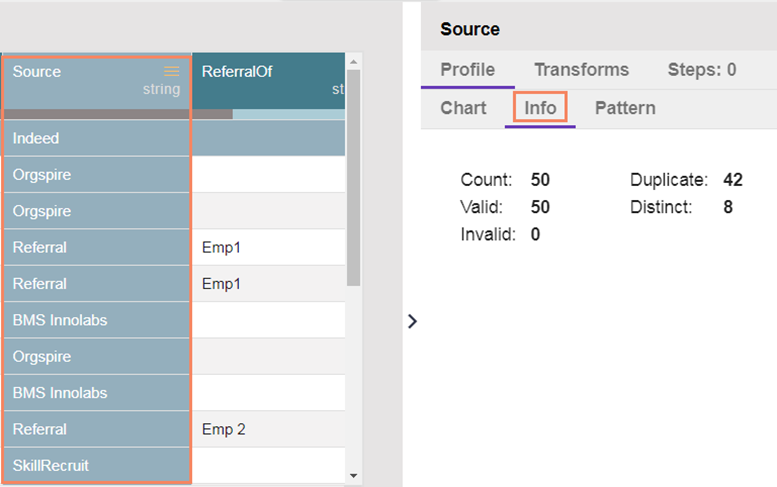 Source ReferralOf
string st
Indeed
Orgspire
Orgspire
Referral Emp1
Referral Emp1
BMS Innolabs
Orgspire
BMS Innolabs
Referral Emp 2
SkillRecruit
Source
Profile Transforms Steps: 0
Chart Info Pattern
Count: 50 Duplicate: 42
Valid: 50 Distinct: 8
Invalid: 0